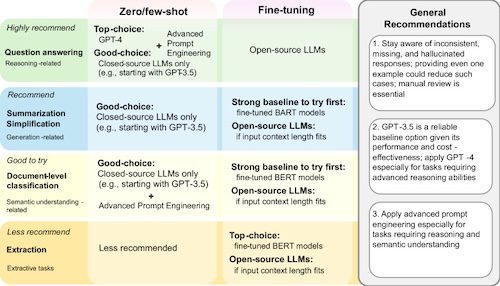 Zero/few-shot
Fine-tuning
General
Recommendations
Highly recommend
Question answering
Reasoning-related
Top-choice:
GPT-4
Good-choice:
Closed-source LLMs only
(e.g., starting with GPT-3.5)
+
Advanced
Prompt
Engineering
Open-source LLMs
Recommend
Summarization
Simplification
Generation -related
Good-choice:
Closed-source LLMs only
(e.g., starting with GPT-3.5)
Strong baseline to try first:
fine-tuned BART models
Open-source LLMs:
if input context length fits
Good to try
Document-level
classification
Semantic understanding -
related
Good-choice:
Closed-source LLMs only
(e.g., starting with GPT-3.5)
+
Advanced Prompt Engineering
Strong baseline to try first:
fine-tuned BERT models
Open-source LLMs:
if input context length fits
Less recommend
Extraction
Extractive tasks
Less recommended
Top-choice:
fine-tuned BERT models
Open-source LLMs:
if input context length fits
1. Stay aware of inconsistent,
missing, and hallucinated
responses; providing even one
example could reduce such
cases; manual review is
essential
2. GPT-3.5 is a reliable
baseline option given its
performance and cost -
effectiveness; apply GPT -4
especially for tasks requiring
advanced reasoning abilities
3. Apply advanced prompt
engineering especially for
tasks requiring reasoning and
semantic understanding